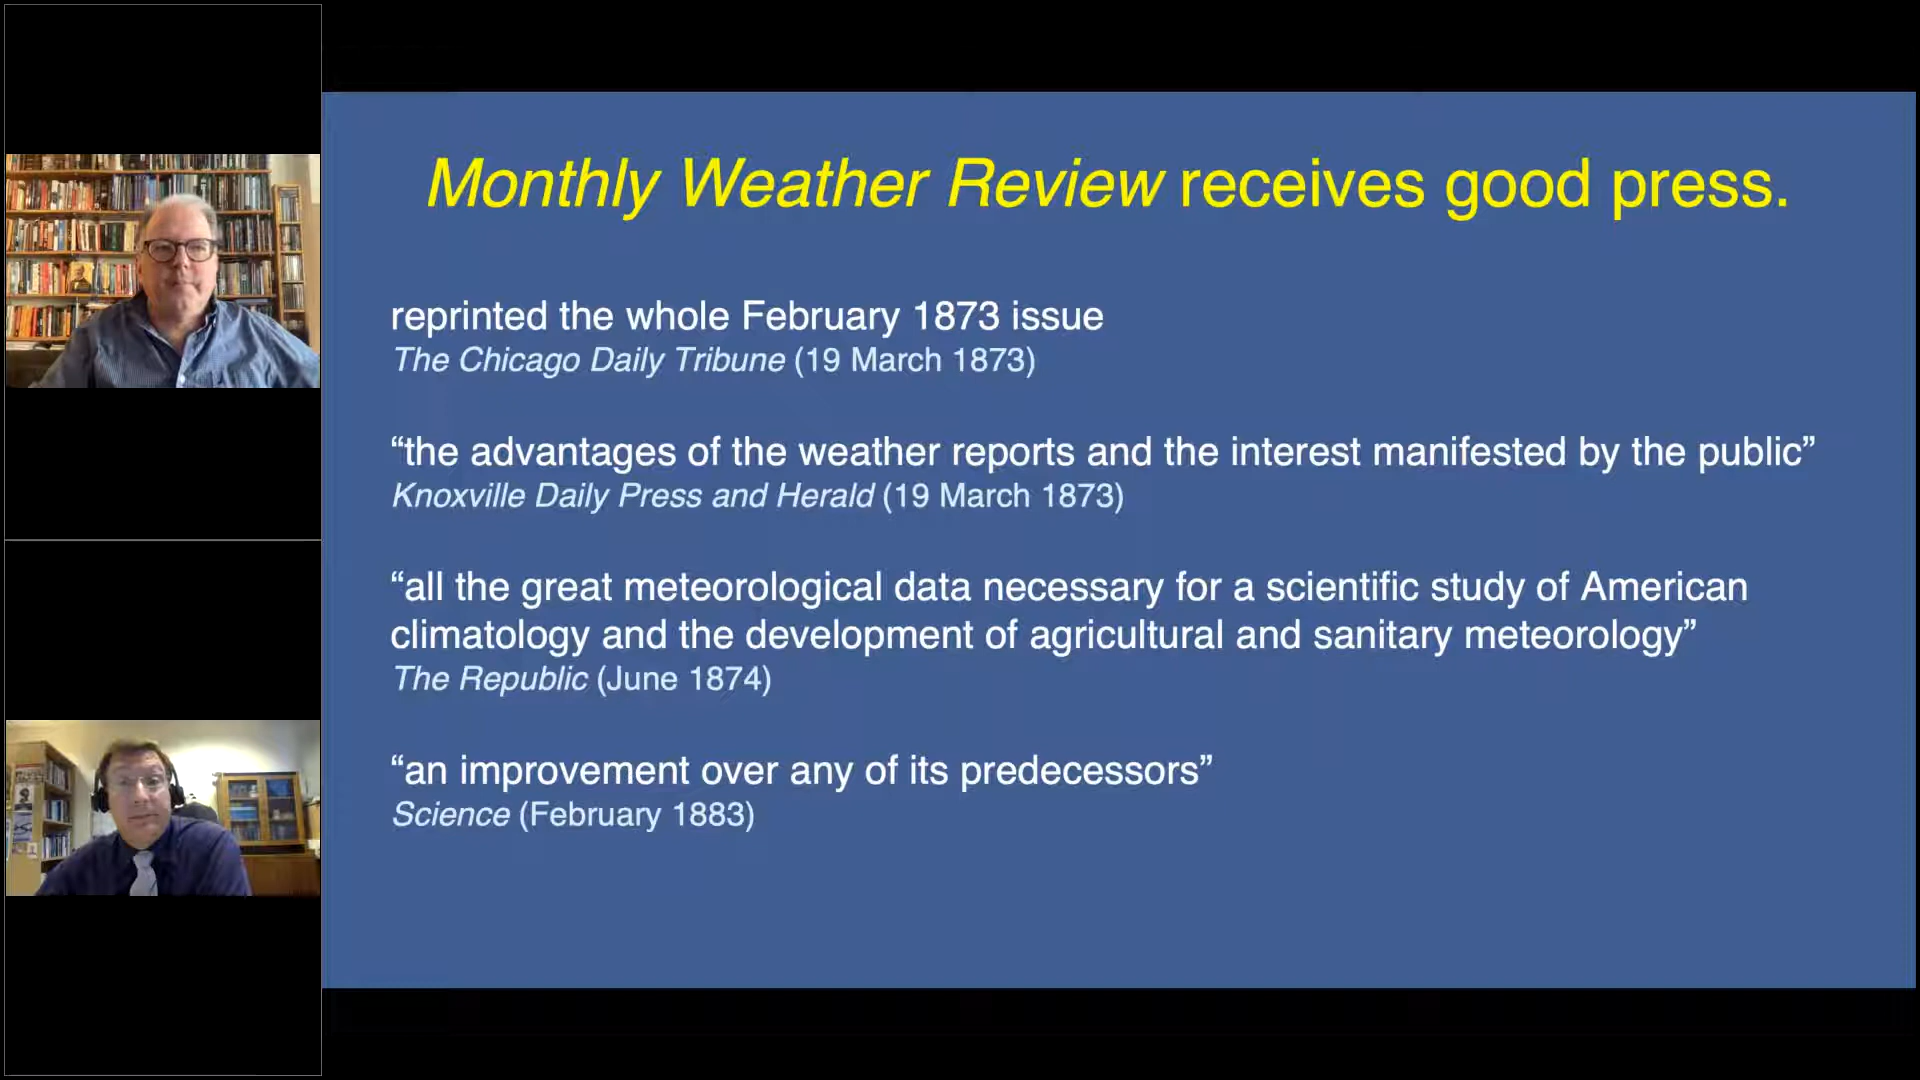 Monthly Weather Review receives good press.
reprinted the whole February 1873 issue
The Chicago Daily Tribune (19 March 1873)
“the advantages of the weather reports and the interest manifested by the public”
Knoxville Daily Press and Herald (19 March 1873)
“all the great meteorological data necessary for a scientific study of American
climatology and the development of agricultural and sanitary meteorology”
The Republic (June 1874)
“an improvement over any of its predecessors”
Science (February 1883)